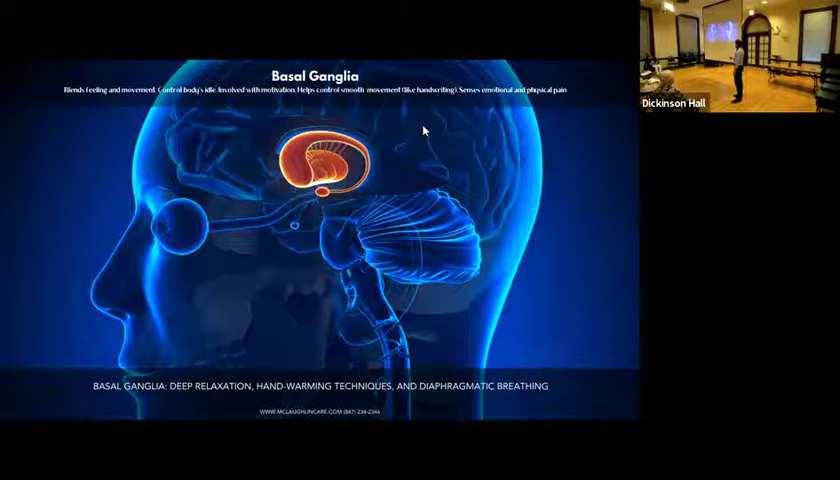 Basal Ganglia
Blends feeling and movement. Control body's idle. Involved with motivation. Helps control smooth movement (like handwriting). Senses emotional and physical pain
Dickinson Hall
BASAL GANGLIA: DEEP RELAXATION, HAND-WARMING TECHNIQUES, AND DIAPHRAGMATIC BREATHING
WWW.MCLAUGHLINCARE.COM (847) 234-2346